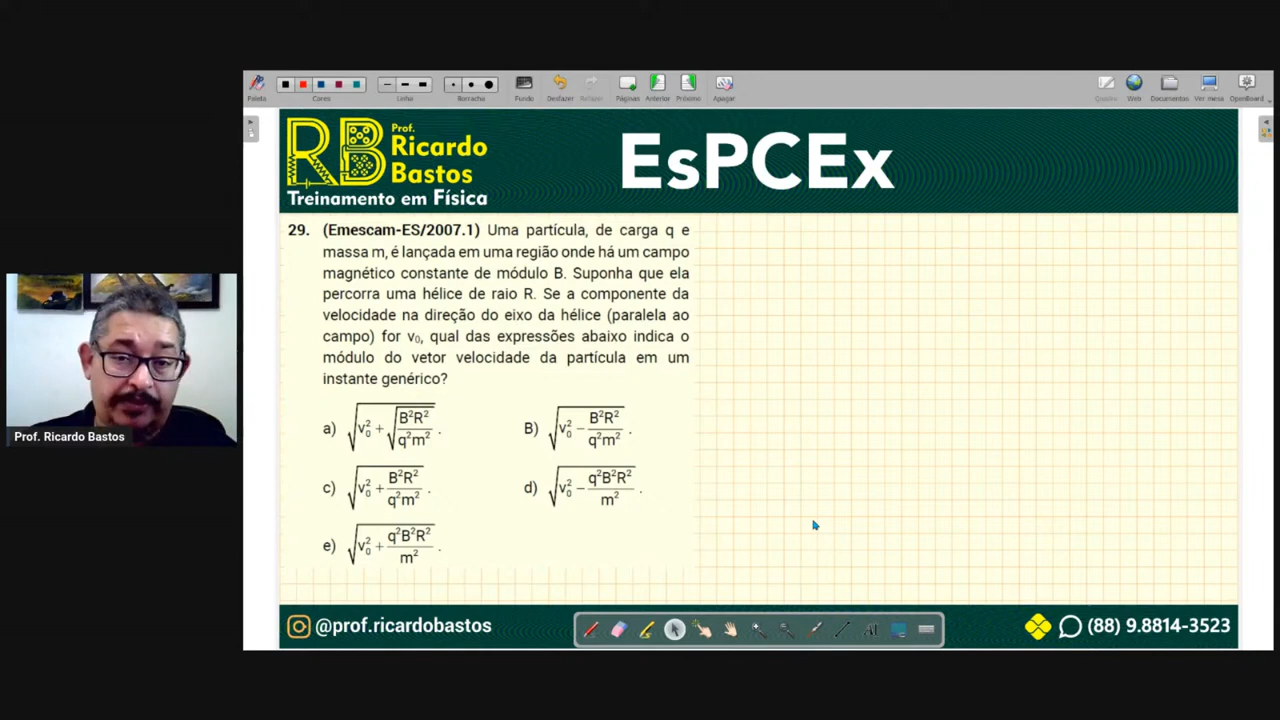 Paleta
Cores
Linha
Borracha
Fundo
Desfazer
Refazer
Páginas
Anterior
Próximo
Apagar
Quadro
Web
Documentos
Ver mesa
OpenBoard
RB
Prof.
Ricardo
Bastos
Treinamento em Física
EsPCEx
29. (Emescam-ES/2007.1) Uma partícula, de carga q e
massa m, é lançada em uma região onde há um campo
magnético constante de módulo B. Suponha que ela
percorra uma hélice de raio R. Se a componente da
velocidade na direção do eixo da hélice (paralela ao
campo) for v₀, qual das expressões abaixo indica o
módulo do vetor velocidade da partícula em um
instante genérico?
a) √(v₀² + √(B²R²/q²m²)). B) √(v₀² − B²R²/q²m²).
c) √(v₀² + B²R²/q²m²). d) √(v₀² − q²B²R²/m²).
e) √(v₀² + q²B²R²/m²).
Prof. Ricardo Bastos
@prof.ricardobastos
(88) 9.8814-3523